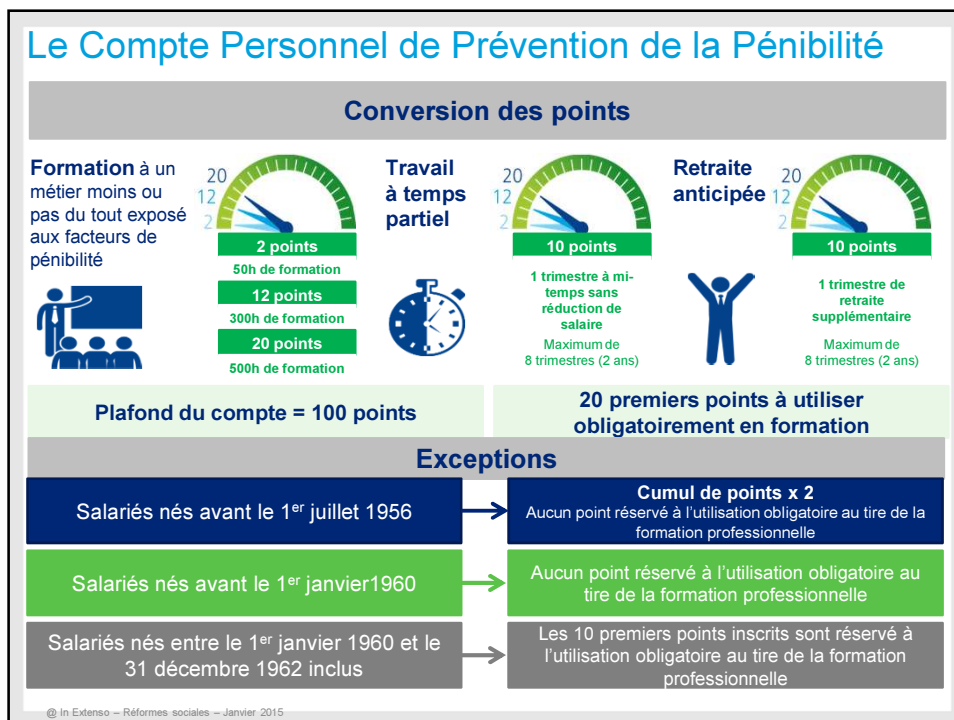 Le Compte Personnel de Prévention de la Pénibilité
Conversion des points
Formation à un
métier moins ou
pas du tout exposé
aux facteurs de
pénibilité
20
12
2
2 points
50h de formation
12 points
300h de formation
20 points
500h de formation
Travail
à temps
partiel
20
12
2
10 points
1 trimestre à mi-
temps sans
réduction de
salaire
Maximum de
8 trimestres (2 ans)
Retraite
anticipée
20
12
2
10 points
1 trimestre de
retraite
supplémentaire
Maximum de
8 trimestres (2 ans)
Plafond du compte = 100 points
20 premiers points à utiliser
obligatoirement en formation
Exceptions
Salariés nés avant le 1er juillet 1956
Cumul de points x 2
Aucun point réservé à l'utilisation obligatoire au tire de la
formation professionnelle
Salariés nés avant le 1er janvier1960
Aucun point réservé à l'utilisation obligatoire au
tire de la formation professionnelle
Salariés nés entre le 1er janvier 1960 et le
31 décembre 1962 inclus
Les 10 premiers points inscrits sont réservé à
l'utilisation obligatoire au tire de la formation
professionnelle
@ In Extenso – Réformes sociales – Janvier 2015